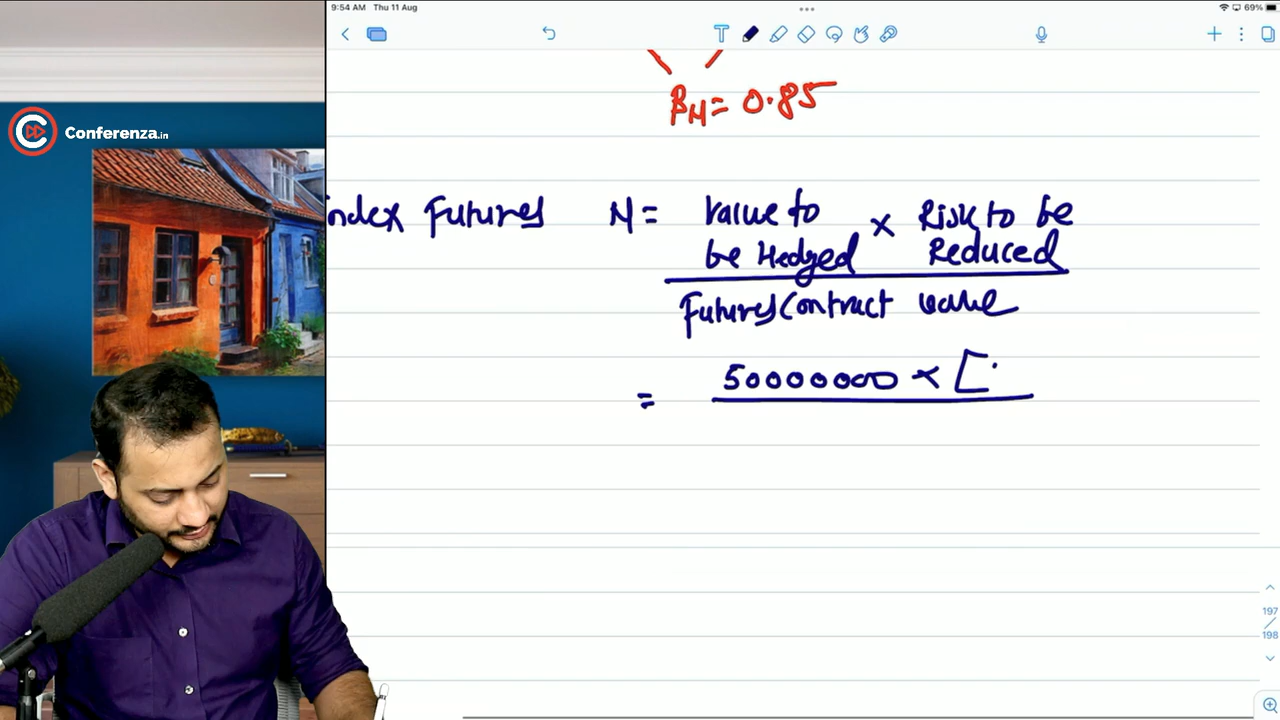 9:54 AM Thu 11 Aug
69%
Conferenza.in
βH = 0.85
index Futures N = Value to be Hedged × Risk to be Reduced
Futures Contract value
= 50000000 × [.
197
198